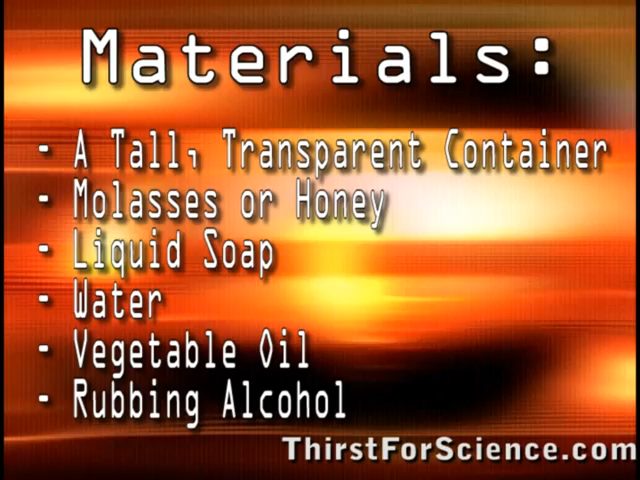 Materials:
- A Tall, Transparent Container
- Molasses or Honey
- Liquid Soap
- Water
- Vegetable Oil
- Rubbing Alcohol
ThirstForScience.com